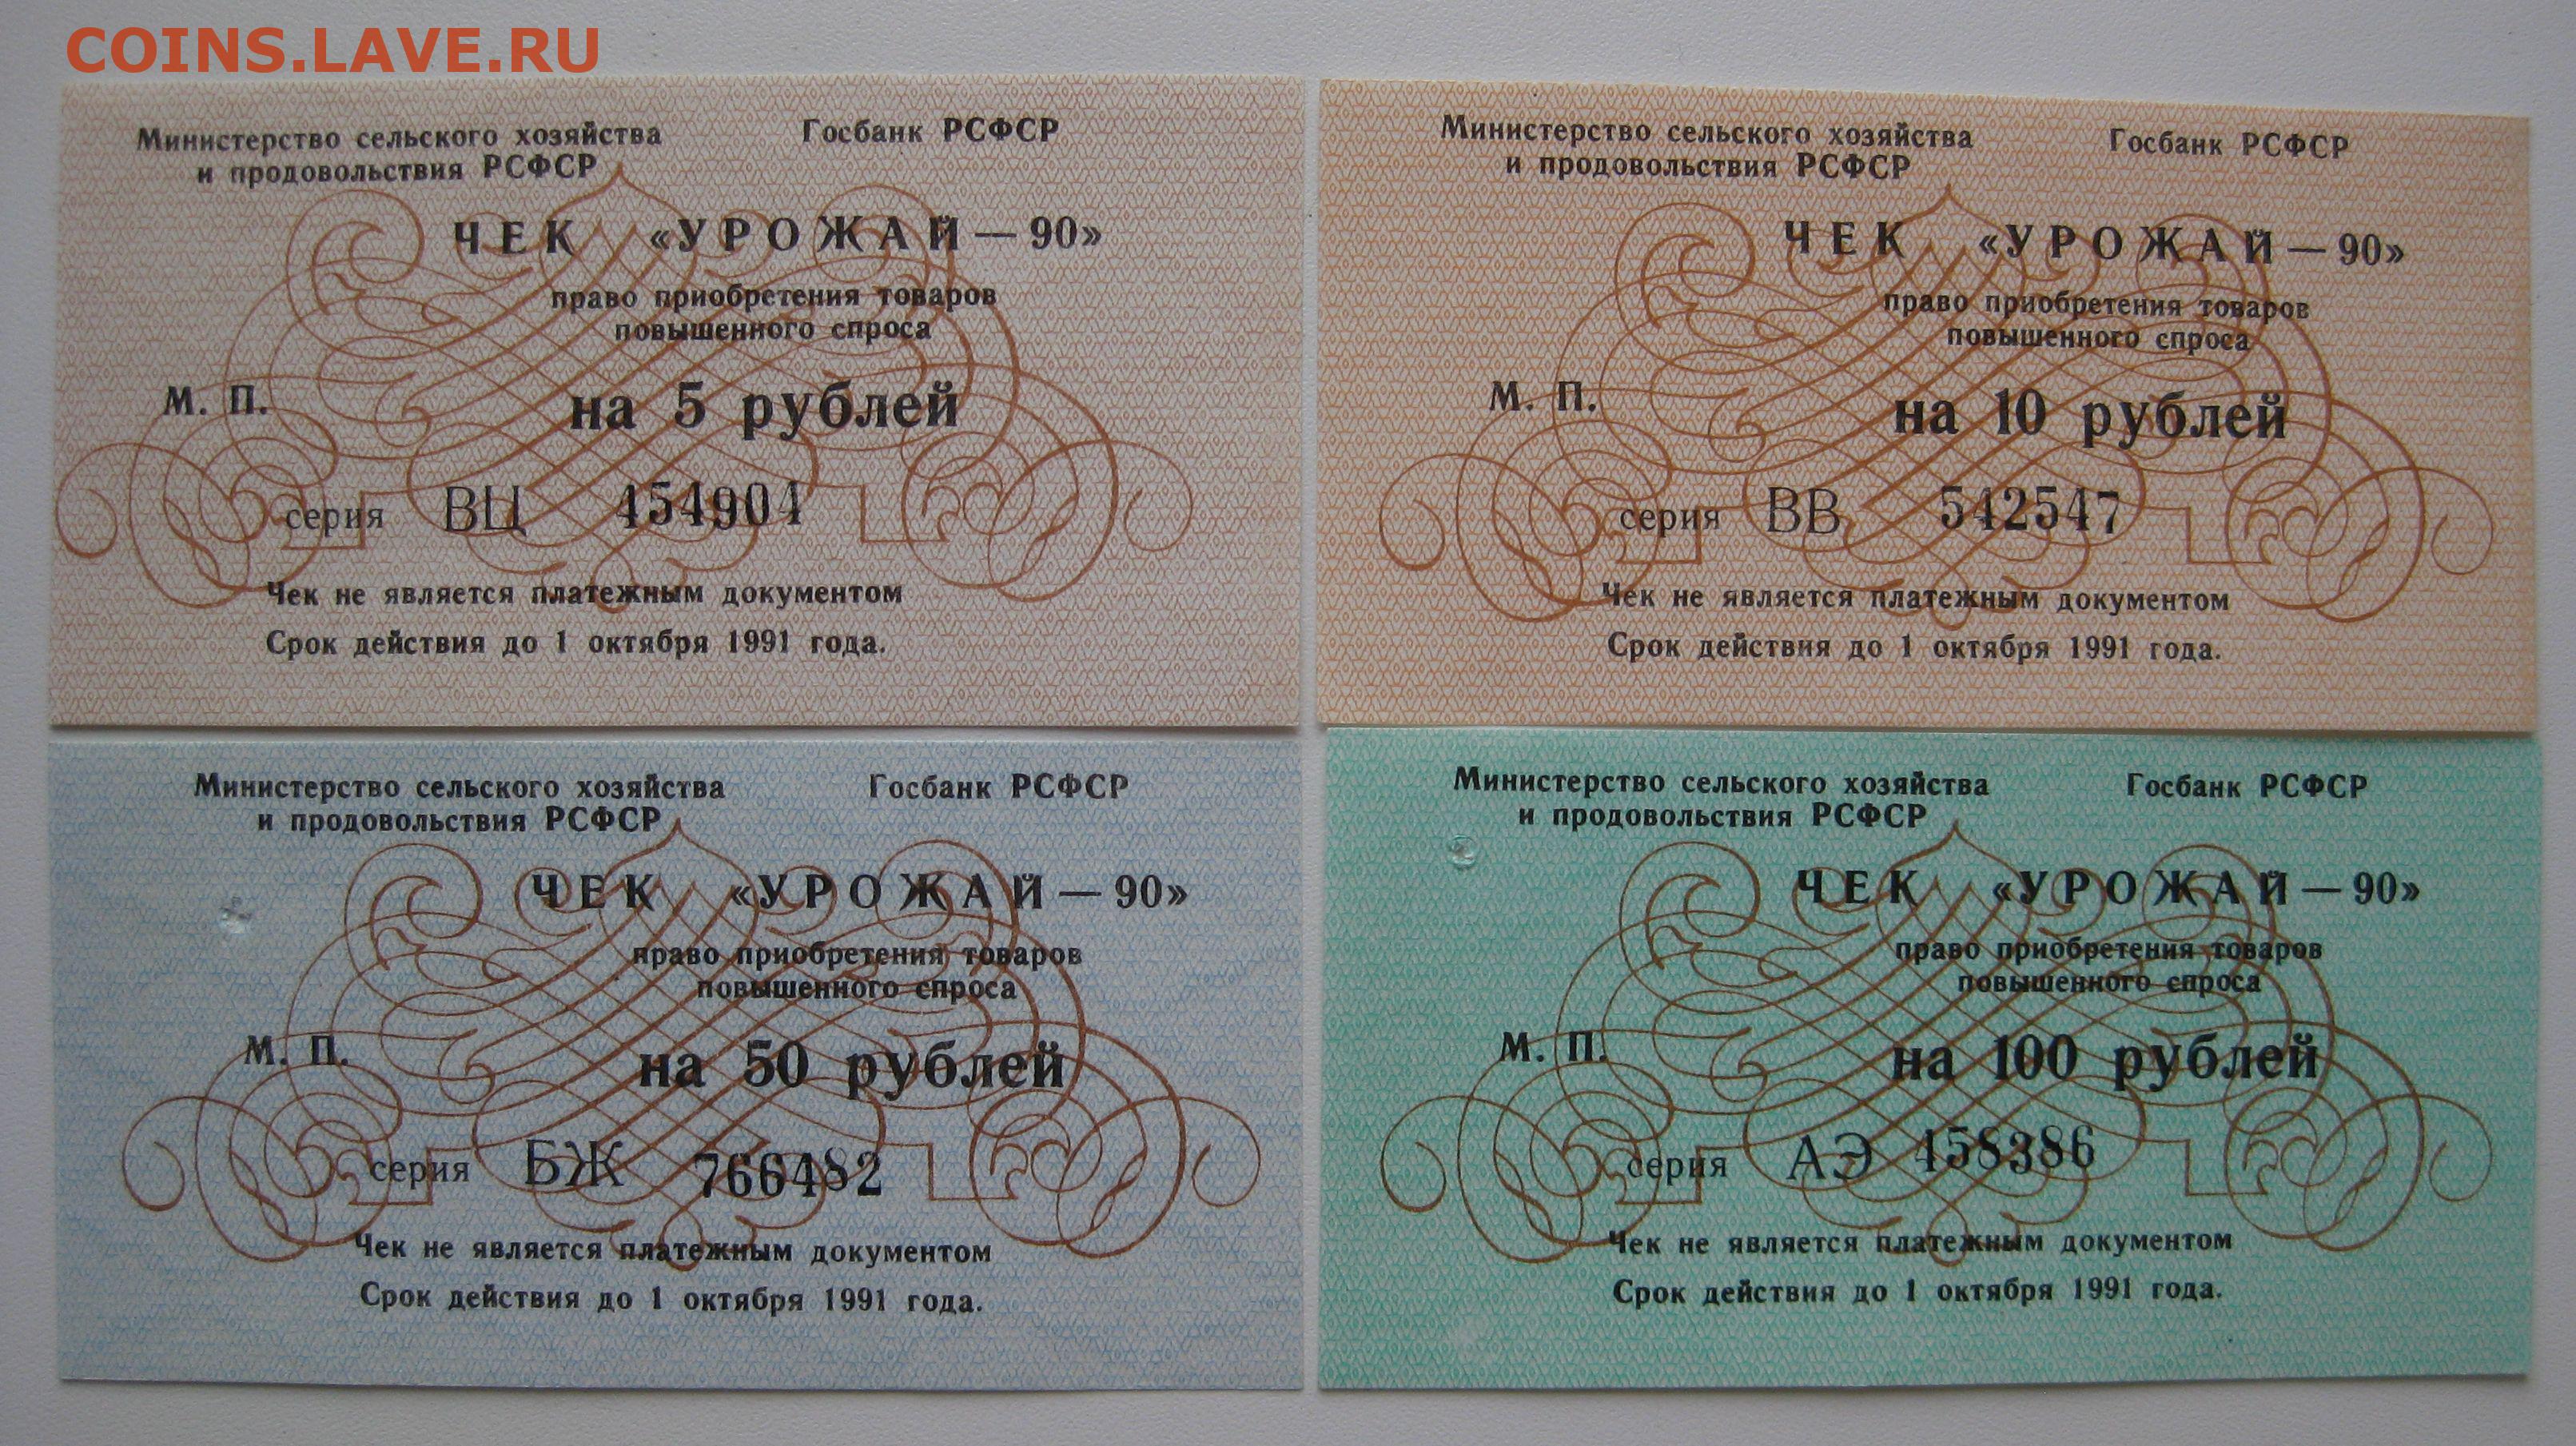 COINS.LAVE.RU
Министерство сельского хозяйства
и продовольствия РСФСР
Госбанк РСФСР
ЧЕК «УРОЖАЙ — 90»
право приобретения товаров
повышенного спроса
М. П.
на 5 рублей
серия ВЦ 454904
Чек не является платежным документом
Срок действия до 1 октября 1991 года.
Министерство сельского хозяйства
и продовольствия РСФСР
Госбанк РСФСР
ЧЕК «УРОЖАЙ — 90»
право приобретения товаров
повышенного спроса
М. П.
на 10 рублей
серия ВВ 542547
Чек не является платежным документом
Срок действия до 1 октября 1991 года.
Министерство сельского хозяйства
и продовольствия РСФСР
Госбанк РСФСР
ЧЕК «УРОЖАЙ — 90»
право приобретения товаров
повышенного спроса
М. П.
на 50 рублей
серия БЖ 766482
Чек не является платежным документом
Срок действия до 1 октября 1991 года.
Министерство сельского хозяйства
и продовольствия РСФСР
Госбанк РСФСР
ЧЕК «УРОЖАЙ — 90»
право приобретения товаров
повышенного спроса
М. П.
на 100 рублей
серия АЭ 458386
Чек не является платежным документом
Срок действия до 1 октября 1991 года.